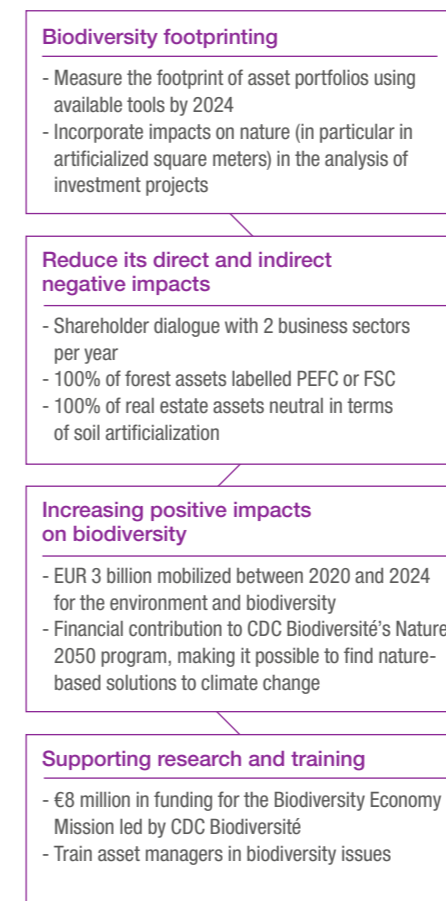 Biodiversity footprinting
- Measure the footprint of asset portfolios using
available tools by 2024
- Incorporate impacts on nature (in particular in
artificialized square meters) in the analysis of
investment projects
Reduce its direct and indirect
negative impacts
- Shareholder dialogue with 2 business sectors
per year
- 100% of forest assets labelled PEFC or FSC
- 100% of real estate assets neutral in terms
of soil artificialization
Increasing positive impacts
on biodiversity
- EUR 3 billion mobilized between 2020 and 2024
for the environment and biodiversity
- Financial contribution to CDC Biodiversité's Nature
2050 program, making it possible to find nature-
based solutions to climate change
Supporting research and training
- €8 million in funding for the Biodiversity Economy
Mission led by CDC Biodiversité
- Train asset managers in biodiversity issues